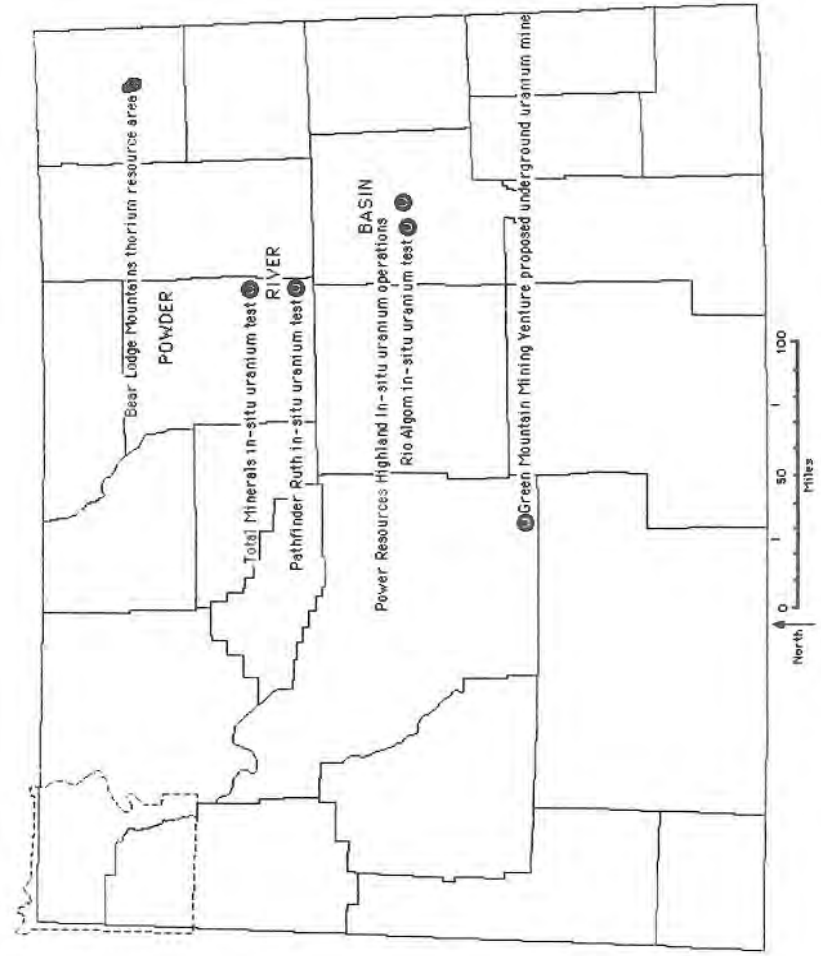 Bear Lodge Mountains thorium resource area
POWDER
Total Minerals in-situ uranium test U
RIVER
Pathfinder Ruth in-situ uranium test U
BASIN
Power Resources Highland In-situ uranium operations U
Rio Algom in-situ uranium test U
U Green Mountain Mining Venture proposed underground uranium mine
North
0 50 100
Miles